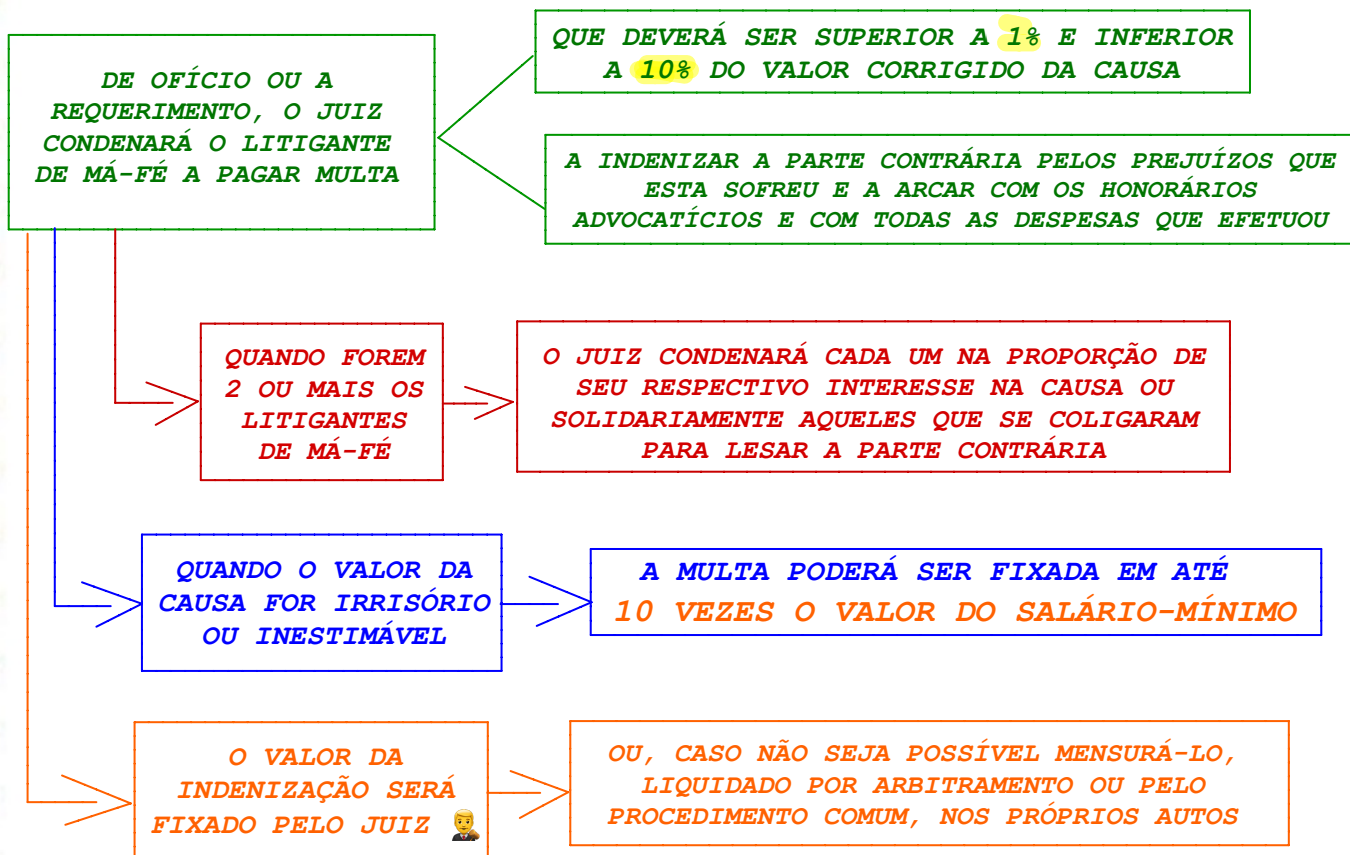 DE OFÍCIO OU A
REQUERIMENTO, O JUIZ
CONDENARÁ O LITIGANTE
DE MÁ-FÉ A PAGAR MULTA
QUE DEVERÁ SER SUPERIOR A 1% E INFERIOR
A 10% DO VALOR CORRIGIDO DA CAUSA
A INDENIZAR A PARTE CONTRÁRIA PELOS PREJUÍZOS QUE
ESTA SOFREU E A ARCAR COM OS HONORÁRIOS
ADVOCATÍCIOS E COM TODAS AS DESPESAS QUE EFETUOU
QUANDO FOREM
2 OU MAIS OS
LITIGANTES
DE MÁ-FÉ
O JUIZ CONDENARÁ CADA UM NA PROPORÇÃO DE
SEU RESPECTIVO INTERESSE NA CAUSA OU
SOLIDARIAMENTE AQUELES QUE SE COLIGARAM
PARA LESAR A PARTE CONTRÁRIA
QUANDO O VALOR DA
CAUSA FOR IRRISÓRIO
OU INESTIMÁVEL
A MULTA PODERÁ SER FIXADA EM ATÉ
10 VEZES O VALOR DO SALÁRIO-MÍNIMO
O VALOR DA
INDENIZAÇÃO SERÁ
FIXADO PELO JUIZ
OU, CASO NÃO SEJA POSSÍVEL MENSURÁ-LO,
LIQUIDADO POR ARBITRAMENTO OU PELO
PROCEDIMENTO COMUM, NOS PRÓPRIOS AUTOS